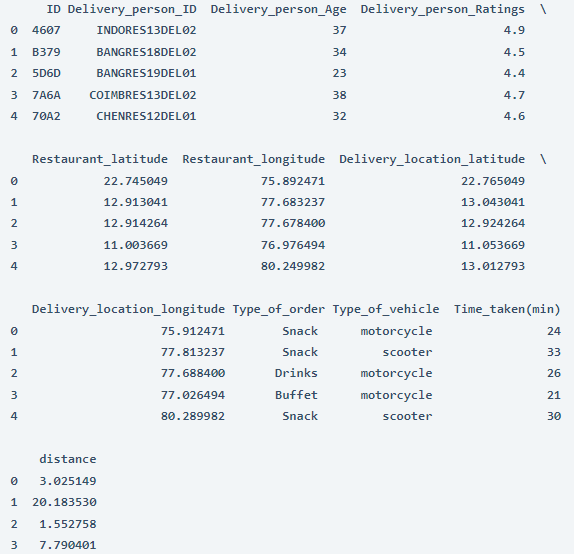 ID Delivery_person_ID Delivery_person_Age Delivery_person_Ratings \
0 4607 INDORES13DEL02 37 4.9
1 B379 BANGRES18DEL02 34 4.5
2 5D6D BANGRES19DEL01 23 4.4
3 7A6A COIMBRES13DEL02 38 4.7
4 70A2 CHENRES12DEL01 32 4.6
Restaurant_latitude Restaurant_longitude Delivery_location_latitude \
0 22.745049 75.892471 22.765049
1 12.913041 77.683237 13.043041
2 12.914264 77.678400 12.924264
3 11.003669 76.976494 11.053669
4 12.972793 80.249982 13.012793
Delivery_location_longitude Type_of_order Type_of_vehicle Time_taken(min)
0 75.912471 Snack motorcycle 24
1 77.813237 Snack scooter 33
2 77.688400 Drinks motorcycle 26
3 77.026494 Buffet motorcycle 21
4 80.289982 Snack scooter 30
distance
0 3.025149
1 20.183530
2 1.552758
3 7.790401